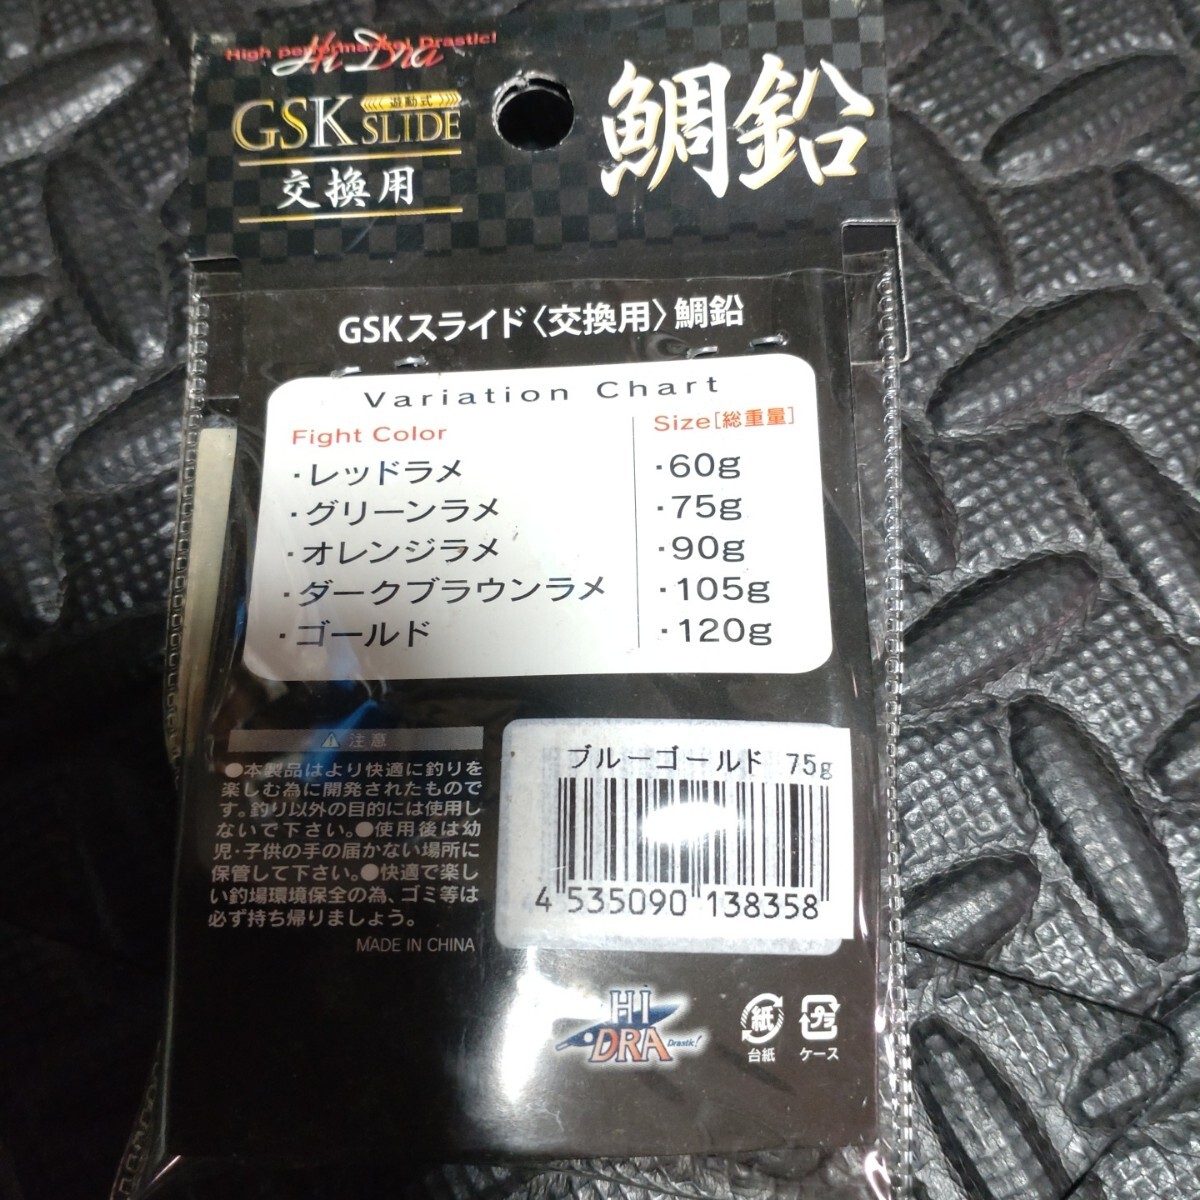 High performance! Drastic!
Hi Dra
GSK 遊動式 SLIDE
交換用
鯛鉛
GSKスライド〈交換用〉鯛鉛
Variation Chart
Fight Color
Size[総重量]
・レッドラメ
・60g
・グリーンラメ
・75g
・オレンジラメ
・90g
・ダークブラウンラメ
・105g
・ゴールド
・120g
⚠ 注意
●本製品はより快適に釣りを
楽しむ為に開発されたもので
す。釣り以外の目的には使用し
ないで下さい。●使用後は幼
児・子供の手の届かない場所に
保管して下さい。●快適で楽し
い釣場環境保全の為、ゴミ等は
必ず持ち帰りましょう。
MADE IN CHINA
ブルーゴールド 75g
4 535090 138358
HI
DRA Drastic!
紙
台紙
プラ
ケース